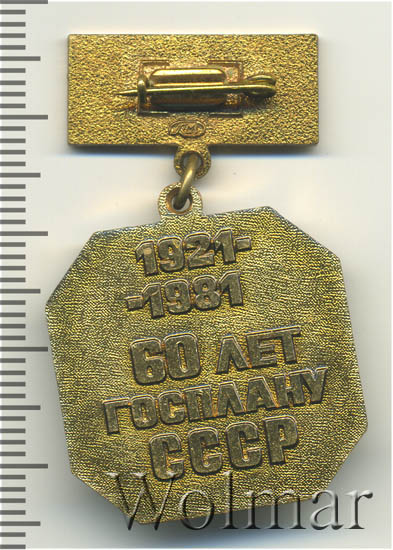 1921-
-1981
60 ЛЕТ
ГОСПЛАНУ
СССР
Wolmar